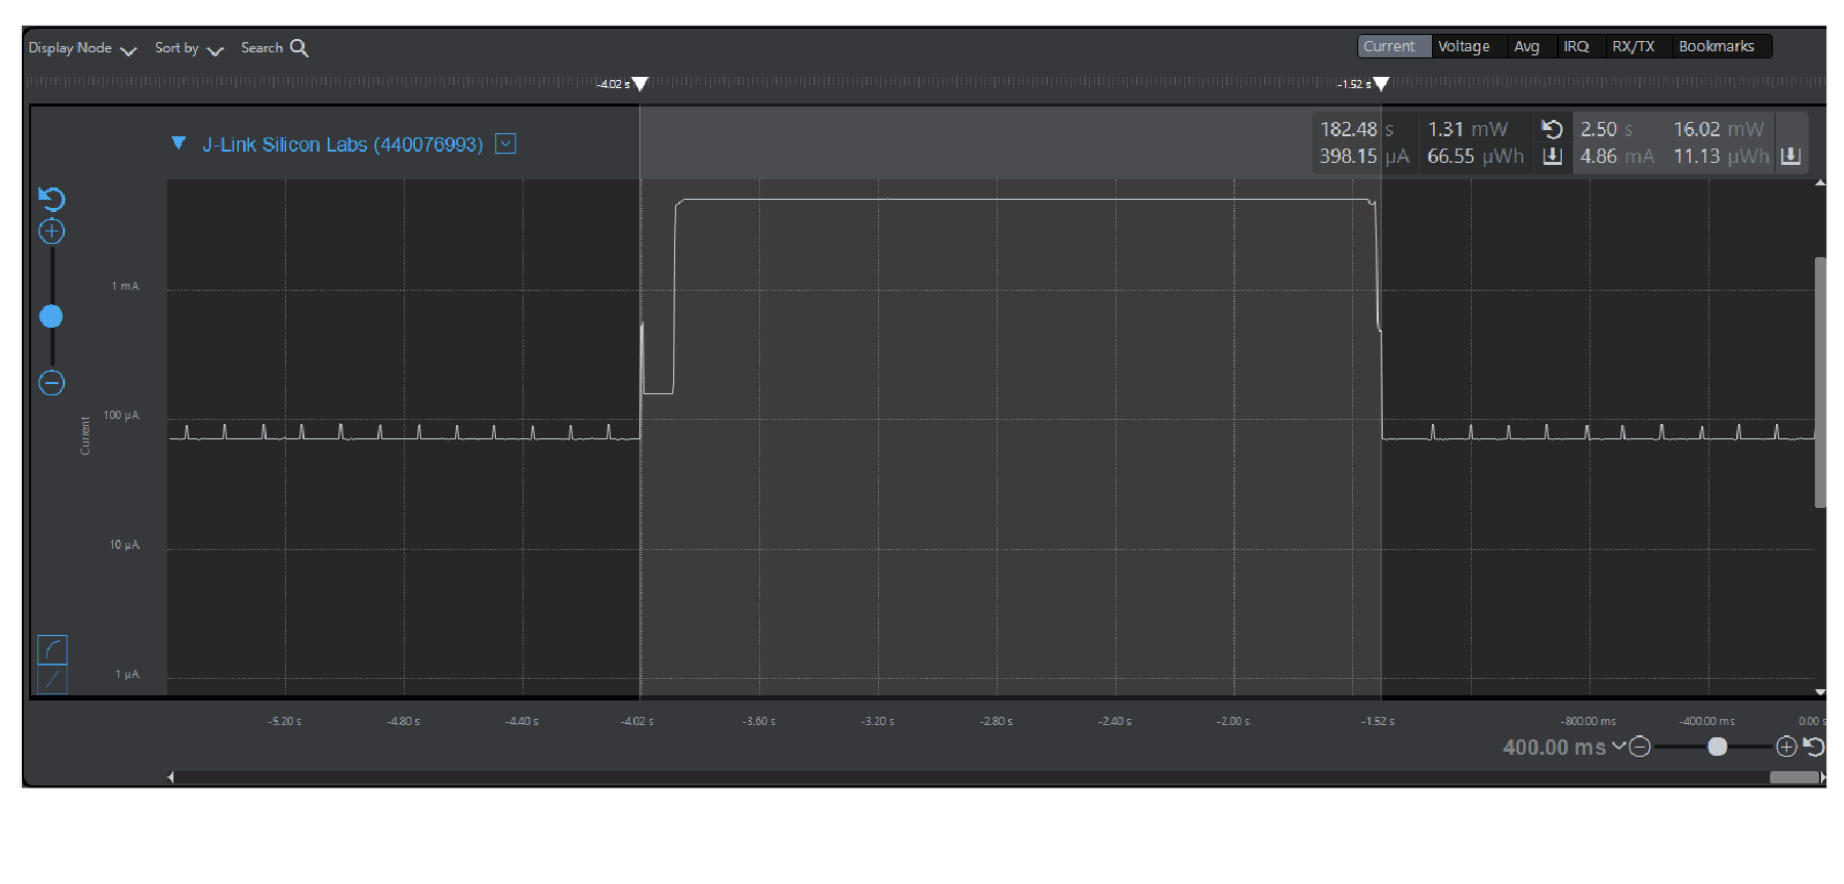 Display Node Sort by Search Current Voltage Avg IRQ RX/TX Bookmarks
-4.02 s -1.52 s
J-Link Silicon Labs (440076993) 182.48 s 1.31 mW 2.50 s 16.02 mW
398.15 µA 66.55 µWh 4.86 mA 11.13 µWh
1 mA
100 µA
Current
10 µA
1 µA
-5.20 s -4.80 s -4.40 s -4.02 s -3.60 s -3.20 s -2.80 s -2.40 s -2.00 s -1.52 s -800.00 ms -400.00 ms 0.00 s
400.00 ms